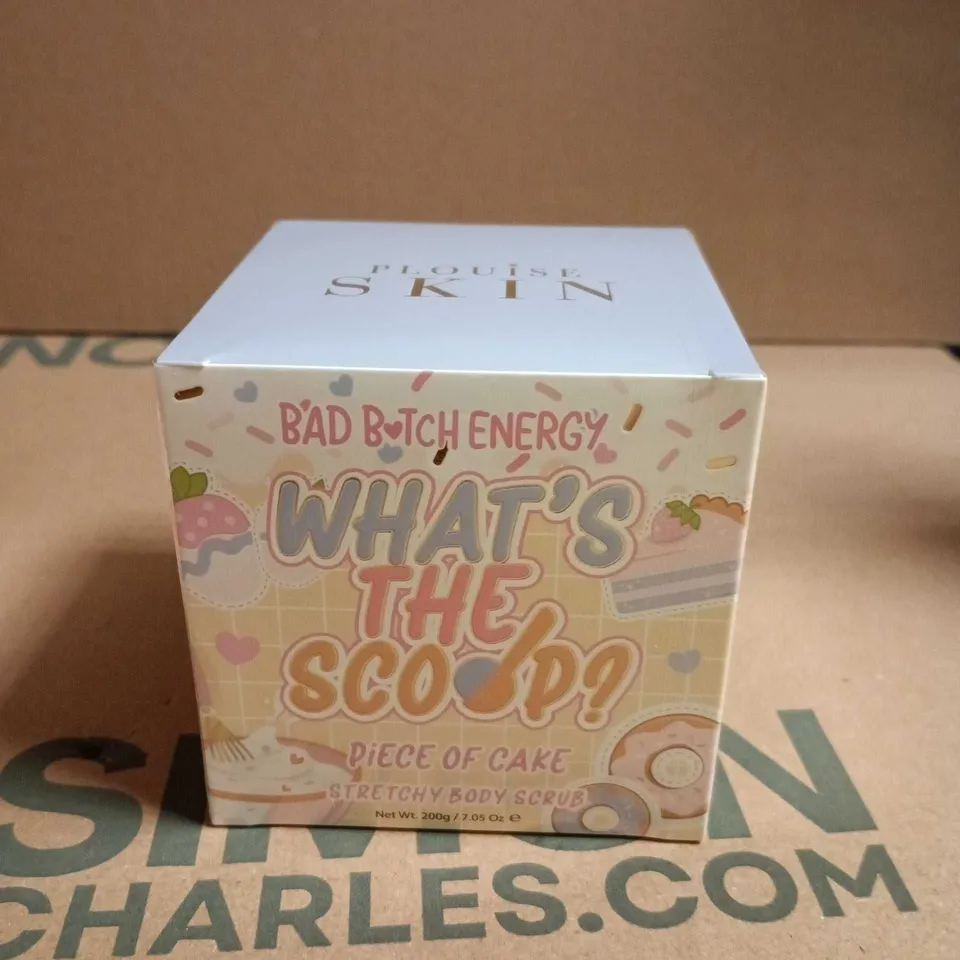 PLOUiSE
SKIN
BAD B♥TCH ENERGY
WHAT'S
THE
SCOOP?
PiECE OF CAKE
STRETCHY BODY SCRUB
Net Wt. 200g / 7.05 Oz ℮
SIMON
CHARLES.COM